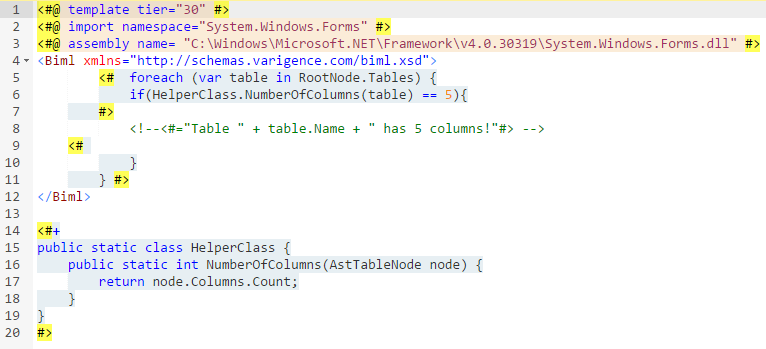 1 <#@ template tier="30" #>
2 <#@ import namespace="System.Windows.Forms" #>
3 <#@ assembly name= "C:\Windows\Microsoft.NET\Framework\v4.0.30319\System.Windows.Forms.dll" #>
4 <Biml xmlns="http://schemas.varigence.com/biml.xsd">
5         <#  foreach (var table in RootNode.Tables) {
6             if(HelperClass.NumberOfColumns(table) == 5){
7         #>
8             <!--<#="Table " + table.Name + " has 5 columns!"#> -->
9     <#
10             }
11         } #>
12 </Biml>
13
14 <#+
15 public static class HelperClass {
16     public static int NumberOfColumns(AstTableNode node) {
17         return node.Columns.Count;
18     }
19 }
20 #>